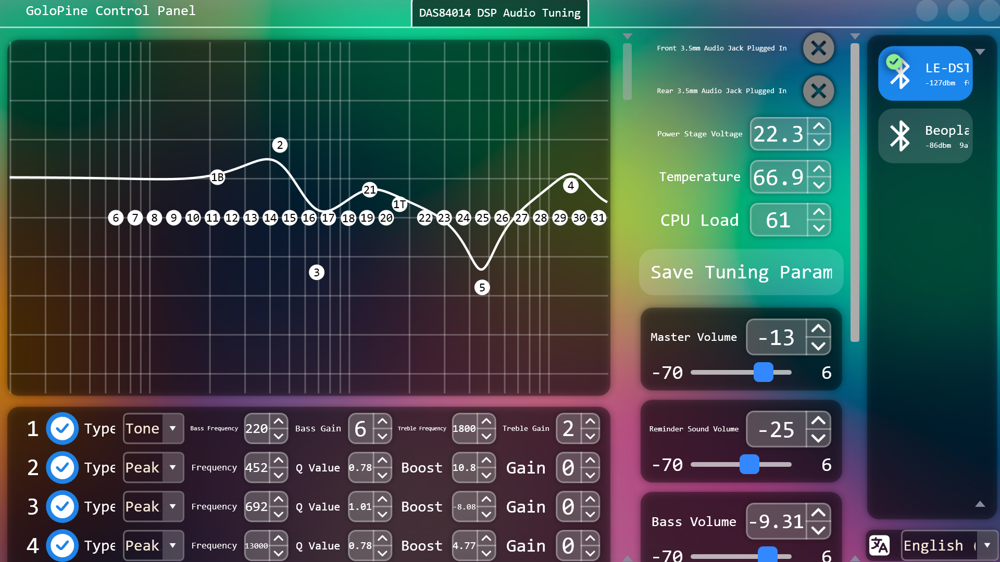 GoloPine Control Panel
DAS84014 DSP Audio Tuning
2
1B
21
4
1T
6 7 8 9 10 11 12 13 14 15 16 17 18 19 20 22 23 24 25 26 27 28 29 30 31
3
5
Front 3.5mm Audio Jack Plugged In
Rear 3.5mm Audio Jack Plugged In
Power Stage Voltage 22.3
Temperature 66.9
CPU Load 61
Save Tuning Param
Master Volume -13
-70 6
Reminder Sound Volume -25
-70 6
Bass Volume -9.31
-70 6
LE-DST
-127dbm
Beopla
-86dbm 9a
1 Type Tone Bass Frequency 220 Bass Gain 6 Treble Frequency 1800 Treble Gain 2
2 Type Peak Frequency 452 Q Value 0.78 Boost 10.8 Gain 0
3 Type Peak Frequency 692 Q Value 1.01 Boost -8.08 Gain 0
4 Type Peak Frequency 13000 Q Value 0.78 Boost 4.77 Gain 0
English (